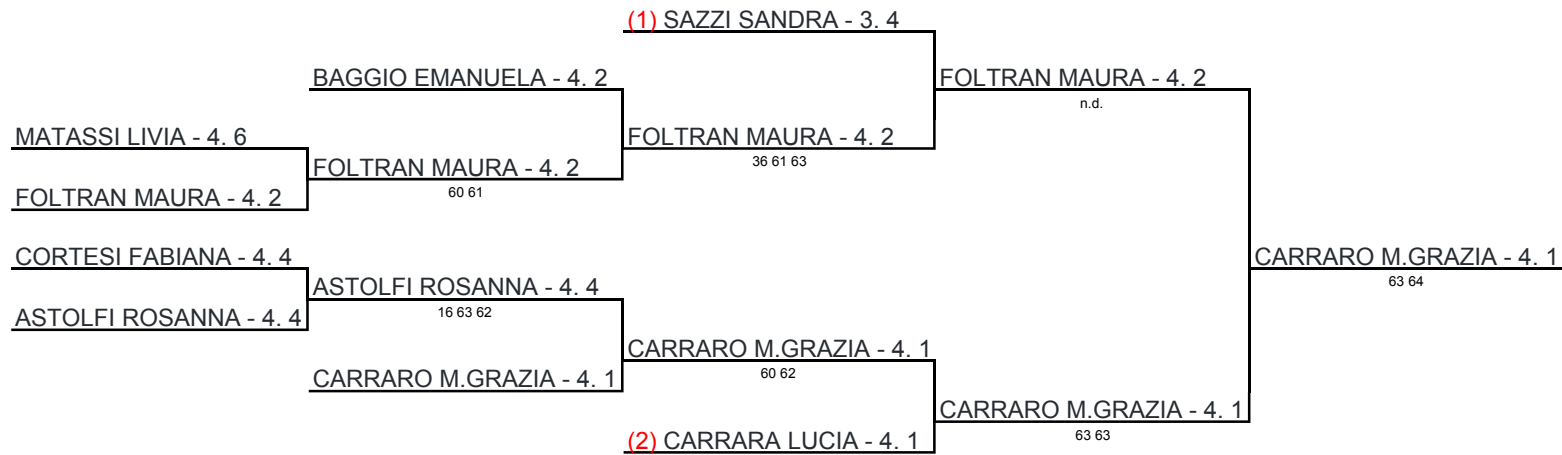 (1) SAZZI SANDRA - 3. 4
BAGGIO EMANUELA - 4. 2
FOLTRAN MAURA - 4. 2
n.d.
MATASSI LIVIA - 4. 6
FOLTRAN MAURA - 4. 2
36 61 63
FOLTRAN MAURA - 4. 2
60 61
FOLTRAN MAURA - 4. 2
CORTESI FABIANA - 4. 4
CARRARO M.GRAZIA - 4. 1
63 64
ASTOLFI ROSANNA - 4. 4
16 63 62
ASTOLFI ROSANNA - 4. 4
CARRARO M.GRAZIA - 4. 1
60 62
CARRARO M.GRAZIA - 4. 1
CARRARO M.GRAZIA - 4. 1
63 63
(2) CARRARA LUCIA - 4. 1